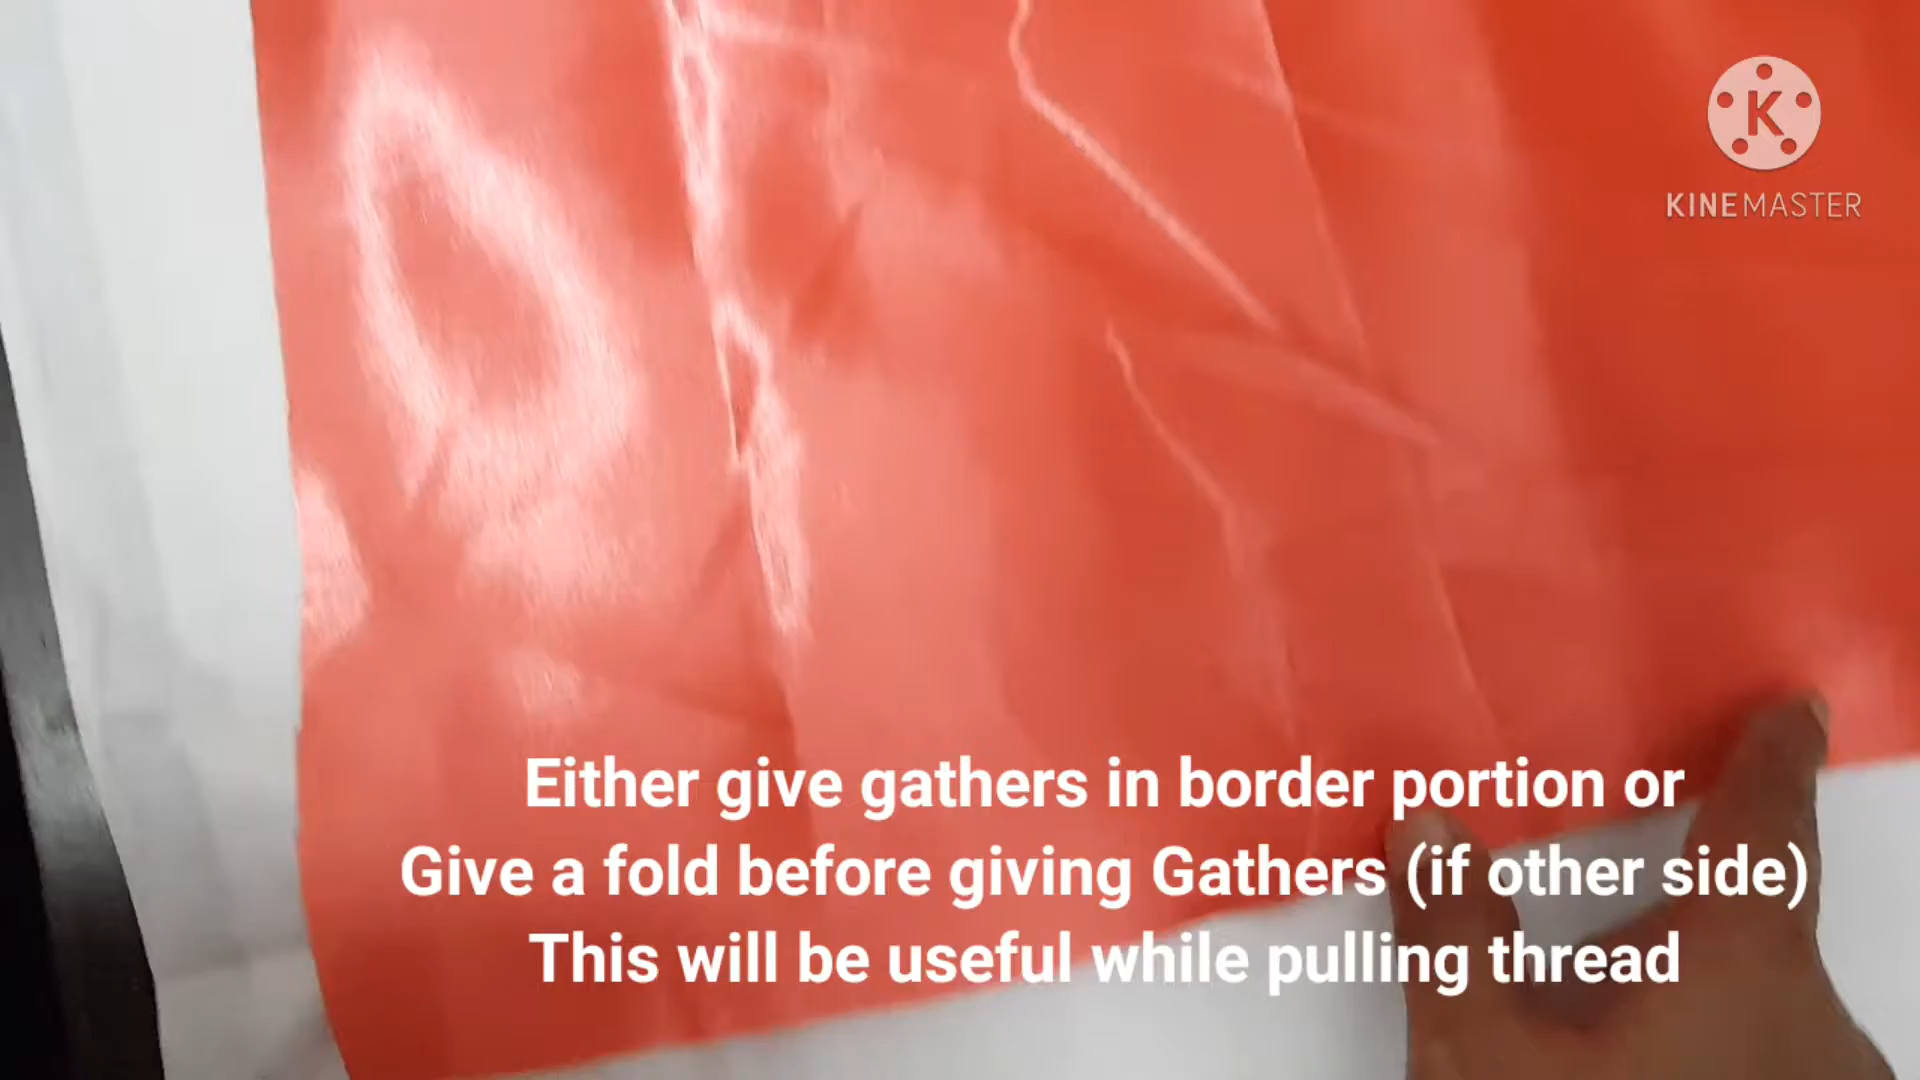 K
KINEMASTER
Either give gathers in border portion or
Give a fold before giving Gathers (if other side)
This will be useful while pulling thread